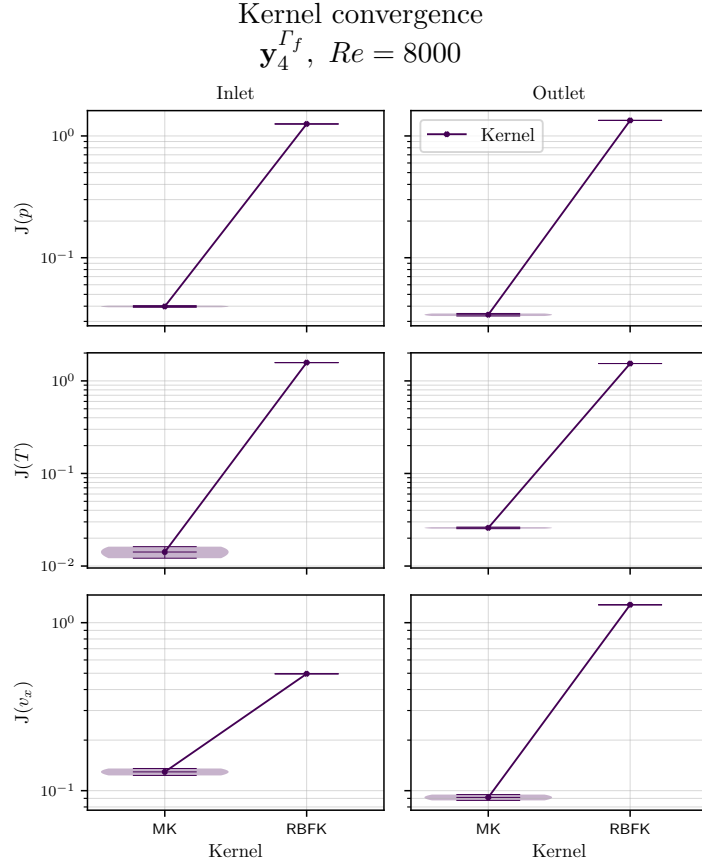 Kernel convergence
𝐲₄^{Γ_f}, Re = 8000
Inlet
Outlet
J(p)
10⁰
10⁻¹
Kernel
J(T)
10⁰
10⁻¹
10⁻²
J(vₓ)
10⁰
10⁻¹
MK
RBFK
MK
RBFK
Kernel
Kernel